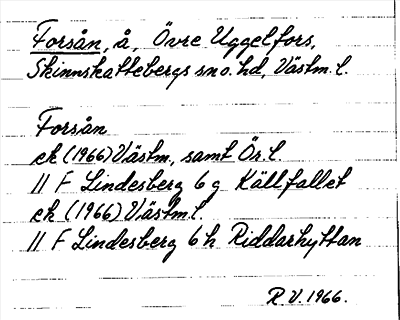 Forsån, å, Övre Uggelfors,
Skinnskattebergs sn o. hd, Västm. l.
Forsån
ek (1966) Västm, samt Ör. l.
11 F Lindesberg 6 g Källfallet
ek (1966) Västm l.
11 F Lindesberg 6 h Riddarhyttan
R.V. 1966.